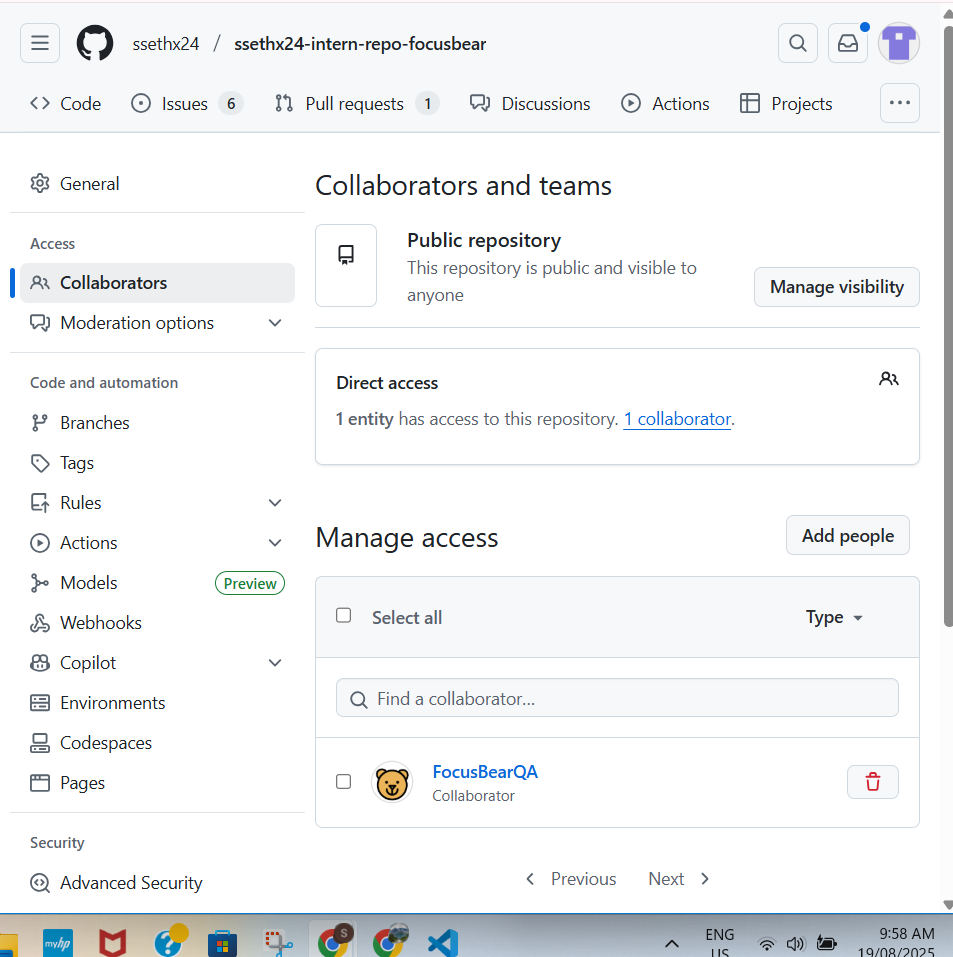 ssethx24 / ssethx24-intern-repo-focusbear
Code Issues 6 Pull requests 1 Discussions Actions Projects
General
Access
Collaborators
Moderation options
Code and automation
Branches
Tags
Rules
Actions
Models Preview
Webhooks
Copilot
Environments
Codespaces
Pages
Security
Advanced Security
Collaborators and teams
Public repository
This repository is public and visible to
anyone
Manage visibility
Direct access
1 entity has access to this repository. 1 collaborator.
Manage access Add people
Select all Type
Find a collaborator...
FocusBearQA
Collaborator
Previous Next
myhp
?
S
ENG
US
9:58 AM
19/08/2025